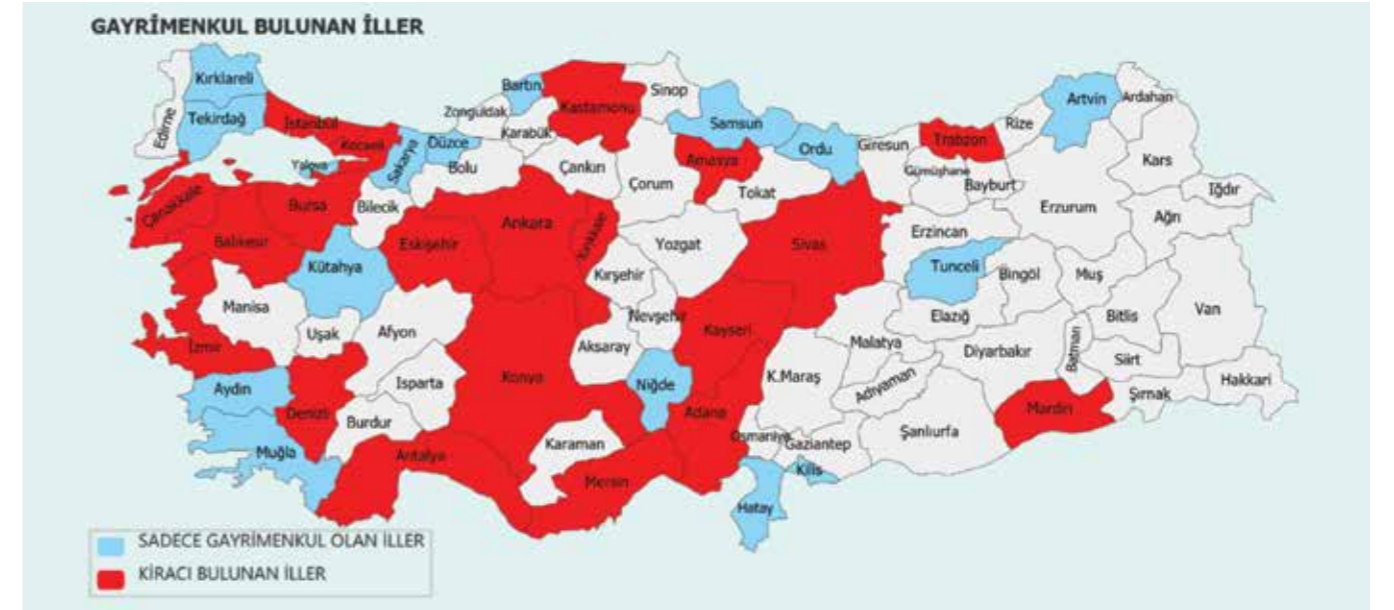 GAYRİMENKUL BULUNAN İLLER
Kırklareli
Edirne
Tekirdağ
İstanbul
Kocaeli
Yalova
Sakarya
Düzce
Bolu
Zonguldak
Bartın
Karabük
Kastamonu
Sinop
Çankırı
Çorum
Samsun
Amasya
Tokat
Ordu
Giresun
Trabzon
Gümüşhane
Bayburt
Rize
Artvin
Ardahan
Kars
Iğdır
Ağrı
Erzurum
Erzincan
Çanakkale
Balıkesir
Bursa
Bilecik
Eskişehir
Ankara
Kırıkkale
Kırşehir
Yozgat
Sivas
Tunceli
Bingöl
Muş
Bitlis
Van
Kütahya
Manisa
Uşak
Afyon
Nevşehir
Kayseri
Malatya
Elazığ
Diyarbakır
Batman
Siirt
Hakkari
Şırnak
Mardin
İzmir
Aydın
Denizli
Isparta
Burdur
Konya
Aksaray
Niğde
Adana
K.Maraş
Adıyaman
Şanlıurfa
Gaziantep
Osmaniye
Kilis
Hatay
Muğla
Antalya
Karaman
Mersin
SADECE GAYRİMENKUL OLAN İLLER
KİRACI BULUNAN İLLER